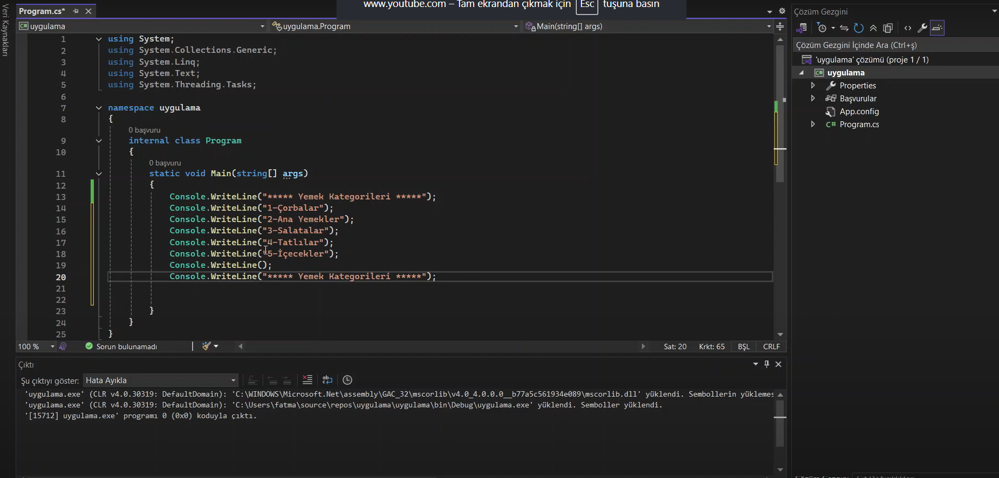 www.youtube.com – Tam ekrandan çıkmak için Esc tuşuna basın
Veri Kaynakları
Program.cs*
uygulama
uygulama.Program
Main(string[] args)
1 using System;
2 using System.Collections.Generic;
3 using System.Linq;
4 using System.Text;
5 using System.Threading.Tasks;
6
7 namespace uygulama
8 {
0 başvuru
9 internal class Program
10 {
0 başvuru
11 static void Main(string[] args)
12 {
13 Console.WriteLine("***** Yemek Kategorileri *****");
14 Console.WriteLine("1-Çorbalar");
15 Console.WriteLine("2-Ana Yemekler");
16 Console.WriteLine("3-Salatalar");
17 Console.WriteLine("4-Tatlılar");
18 Console.WriteLine("5-İçecekler");
19 Console.WriteLine();
20 Console.WriteLine("***** Yemek Kategorileri *****");
21
22
23 }
24 }
25 }
100 %
Sorun bulunamadı
Sat: 20 Krkt: 65 BŞL CRLF
Çıktı
Şu çıktıyı göster: Hata Ayıkla
'uygulama.exe' (CLR v4.0.30319: DefaultDomain): 'C:\WINDOWS\Microsoft.Net\assembly\GAC_32\mscorlib\v4.0_4.0.0.0__b77a5c561934e089\mscorlib.dll' yüklendi. Sembollerin yüklemes
'uygulama.exe' (CLR v4.0.30319: DefaultDomain): 'C:\Users\fatma\source\repos\uygulama\uygulama\bin\Debug\uygulama.exe' yüklendi. Semboller yüklendi.
'[15712] uygulama.exe' programı 0 (0x0) koduyla çıktı.
Çözüm Gezgini
Çözüm Gezgini İçinde Ara (Ctrl+ş)
'uygulama' çözümü (proje 1 / 1)
C# uygulama
Properties
Başvurular
App.config
C# Program.cs